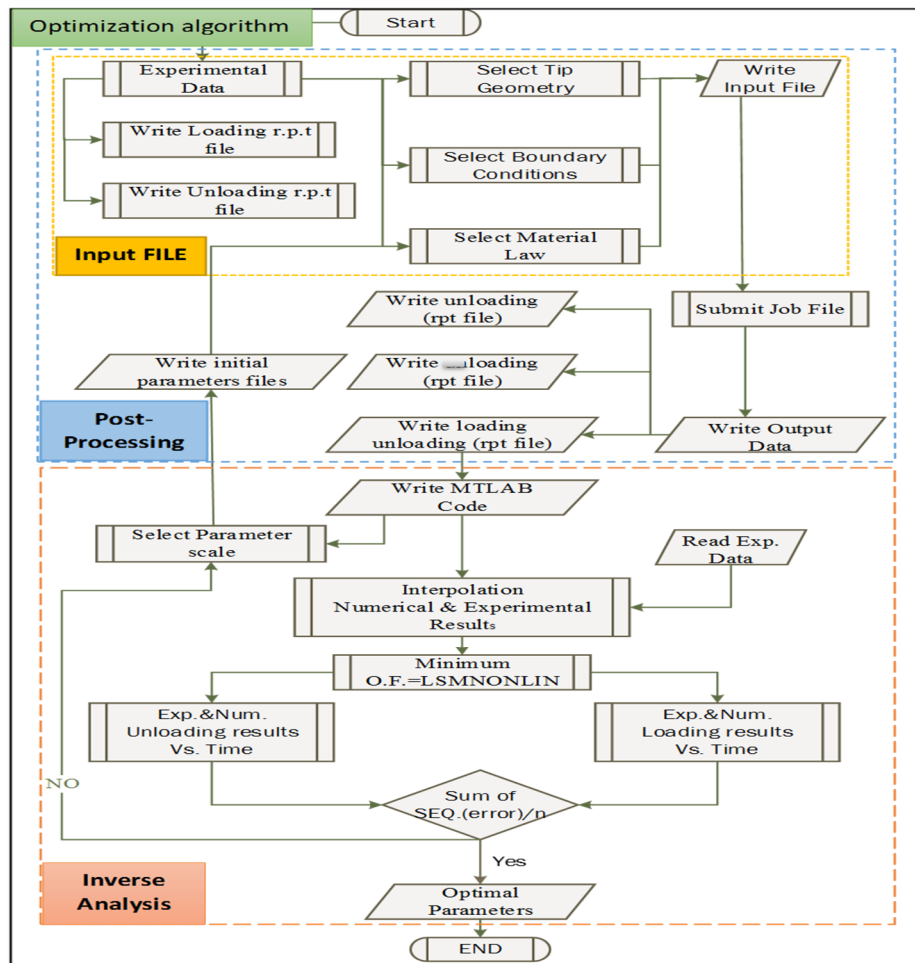 Optimization algorithm
Start
Experimental
Data
Select Tip
Geometry
Write
Input File
Write Loading r.p.t
file
Select Boundary
Conditions
Write Unloading r.p.t
file
Select Material
Law
Input FILE
Write unloading
(rpt file)
Submit Job File
Write initial
parameters files
Write loading
(rpt file)
Post-
Processing
Write loading
unloading (rpt file)
Write Output
Data
Write MTLAB
Code
Select Parameter
scale
Read Exp.
Data
Interpolation
Numerical & Experimental
Results
Minimum
O.F.=LSMNONLIN
Exp.&Num.
Unloading results
Vs. Time
Exp.&Num.
Loading results
Vs. Time
NO
Sum of
SEQ.(error)/n
Yes
Inverse
Analysis
Optimal
Parameters
END